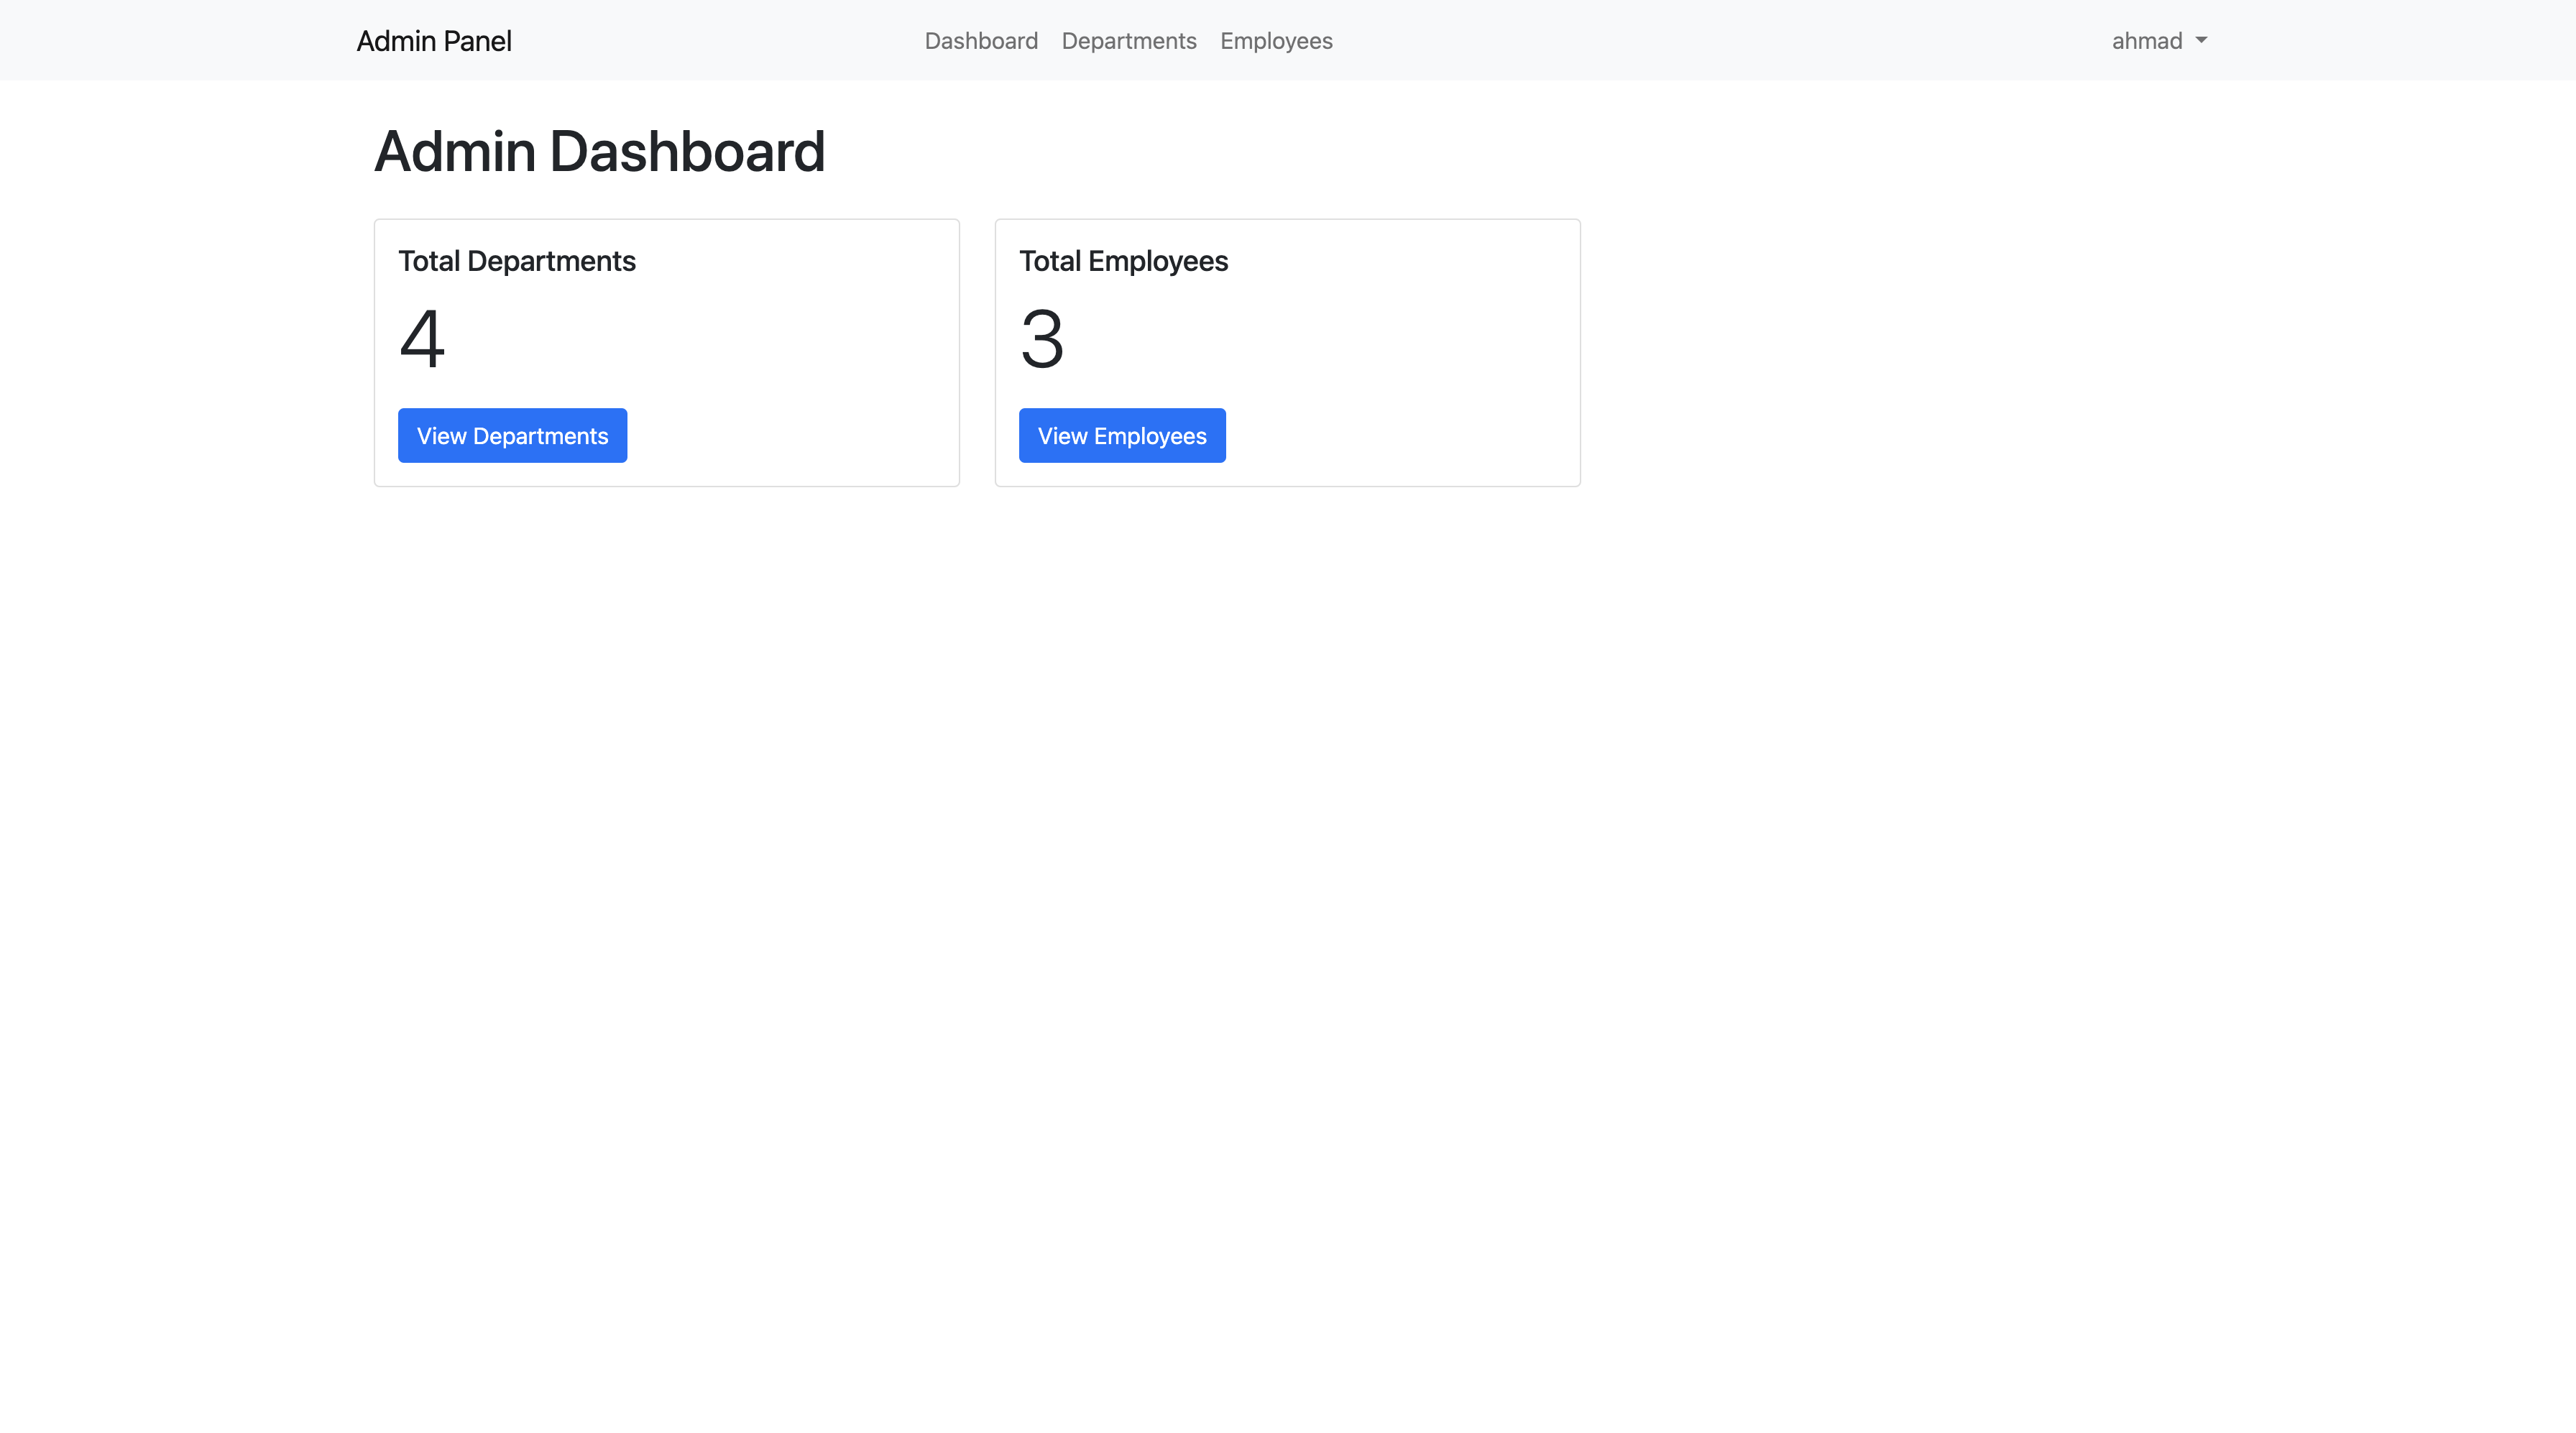 Admin Panel
Dashboard Departments Employees
ahmad
Admin Dashboard
Total Departments
4
View Departments
Total Employees
3
View Employees